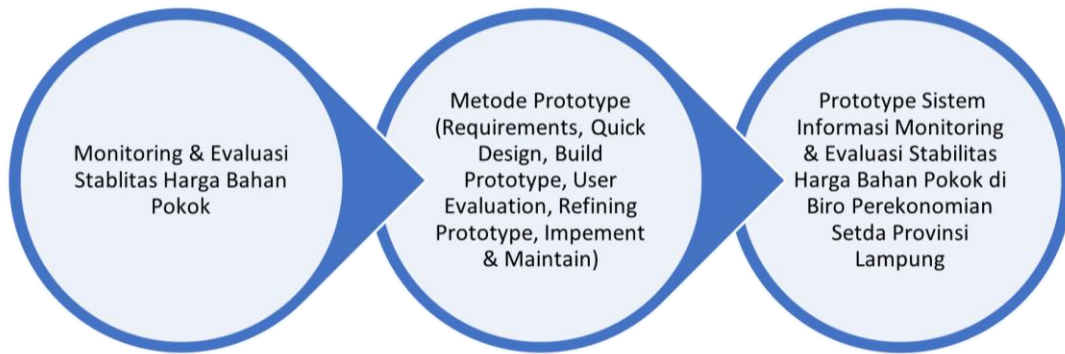 Monitoring & Evaluasi
Stablitas Harga Bahan
Pokok
Metode Prototype
(Requirements, Quick
Design, Build
Prototype, User
Evaluation, Refining
Prototype, Impement
& Maintain)
Prototype Sistem
Informasi Monitoring
& Evaluasi Stabilitas
Harga Bahan Pokok di
Biro Perekonomian
Setda Provinsi
Lampung